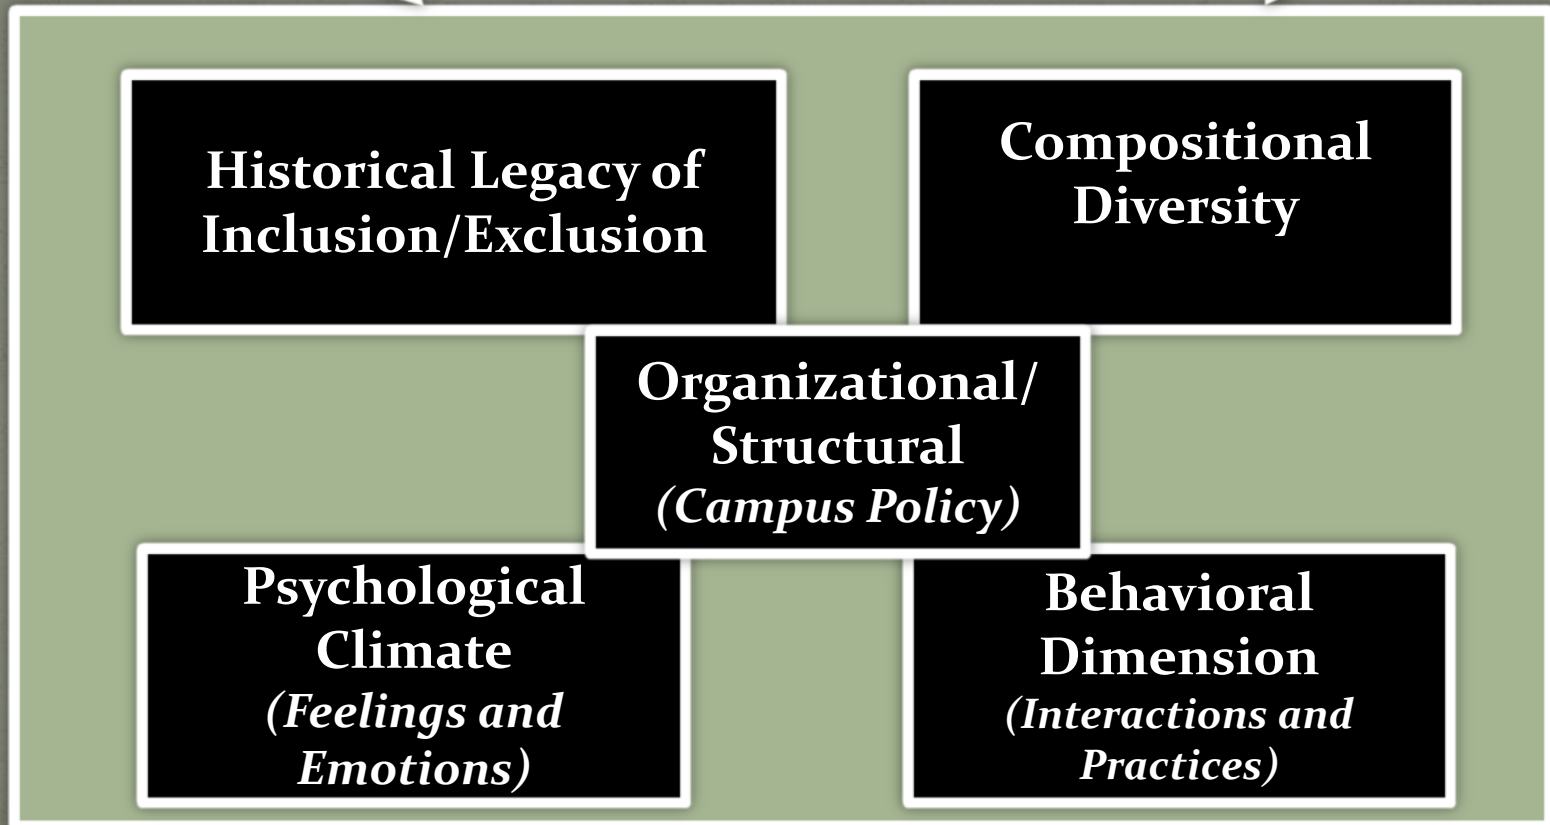 Historical Legacy of
Inclusion/Exclusion
Compositional
Diversity
Organizational/
Structural
(Campus Policy)
Psychological
Climate
(Feelings and
Emotions)
Behavioral
Dimension
(Interactions and
Practices)